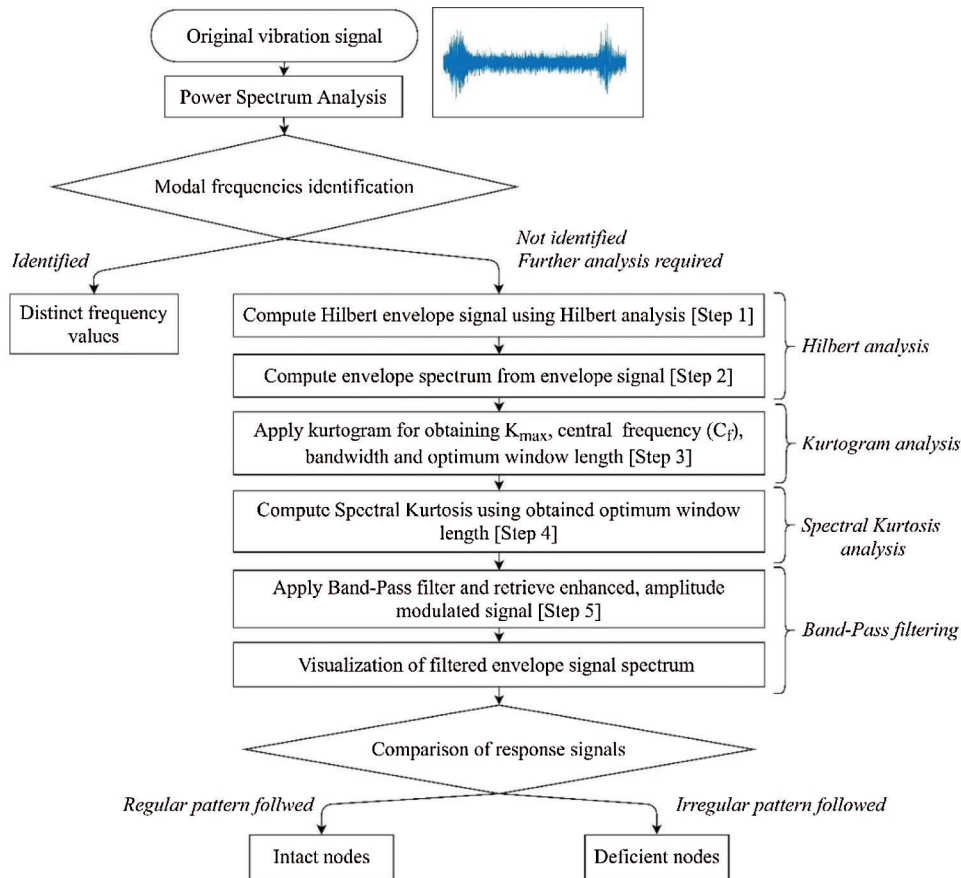 Original vibration signal
Power Spectrum Analysis
Modal frequencies identification
Identified
Not identified
Further analysis required
Distinct frequency
values
Compute Hilbert envelope signal using Hilbert analysis [Step 1]
Compute envelope spectrum from envelope signal [Step 2]
Hilbert analysis
Apply kurtogram for obtaining Kmax, central frequency (Cf),
bandwidth and optimum window length [Step 3]
Kurtogram analysis
Compute Spectral Kurtosis using obtained optimum window
length [Step 4]
Spectral Kurtosis
analysis
Apply Band-Pass filter and retrieve enhanced, amplitude
modulated signal [Step 5]
Visualization of filtered envelope signal spectrum
Band-Pass filtering
Comparison of response signals
Regular pattern follwed
Irregular pattern followed
Intact nodes
Deficient nodes